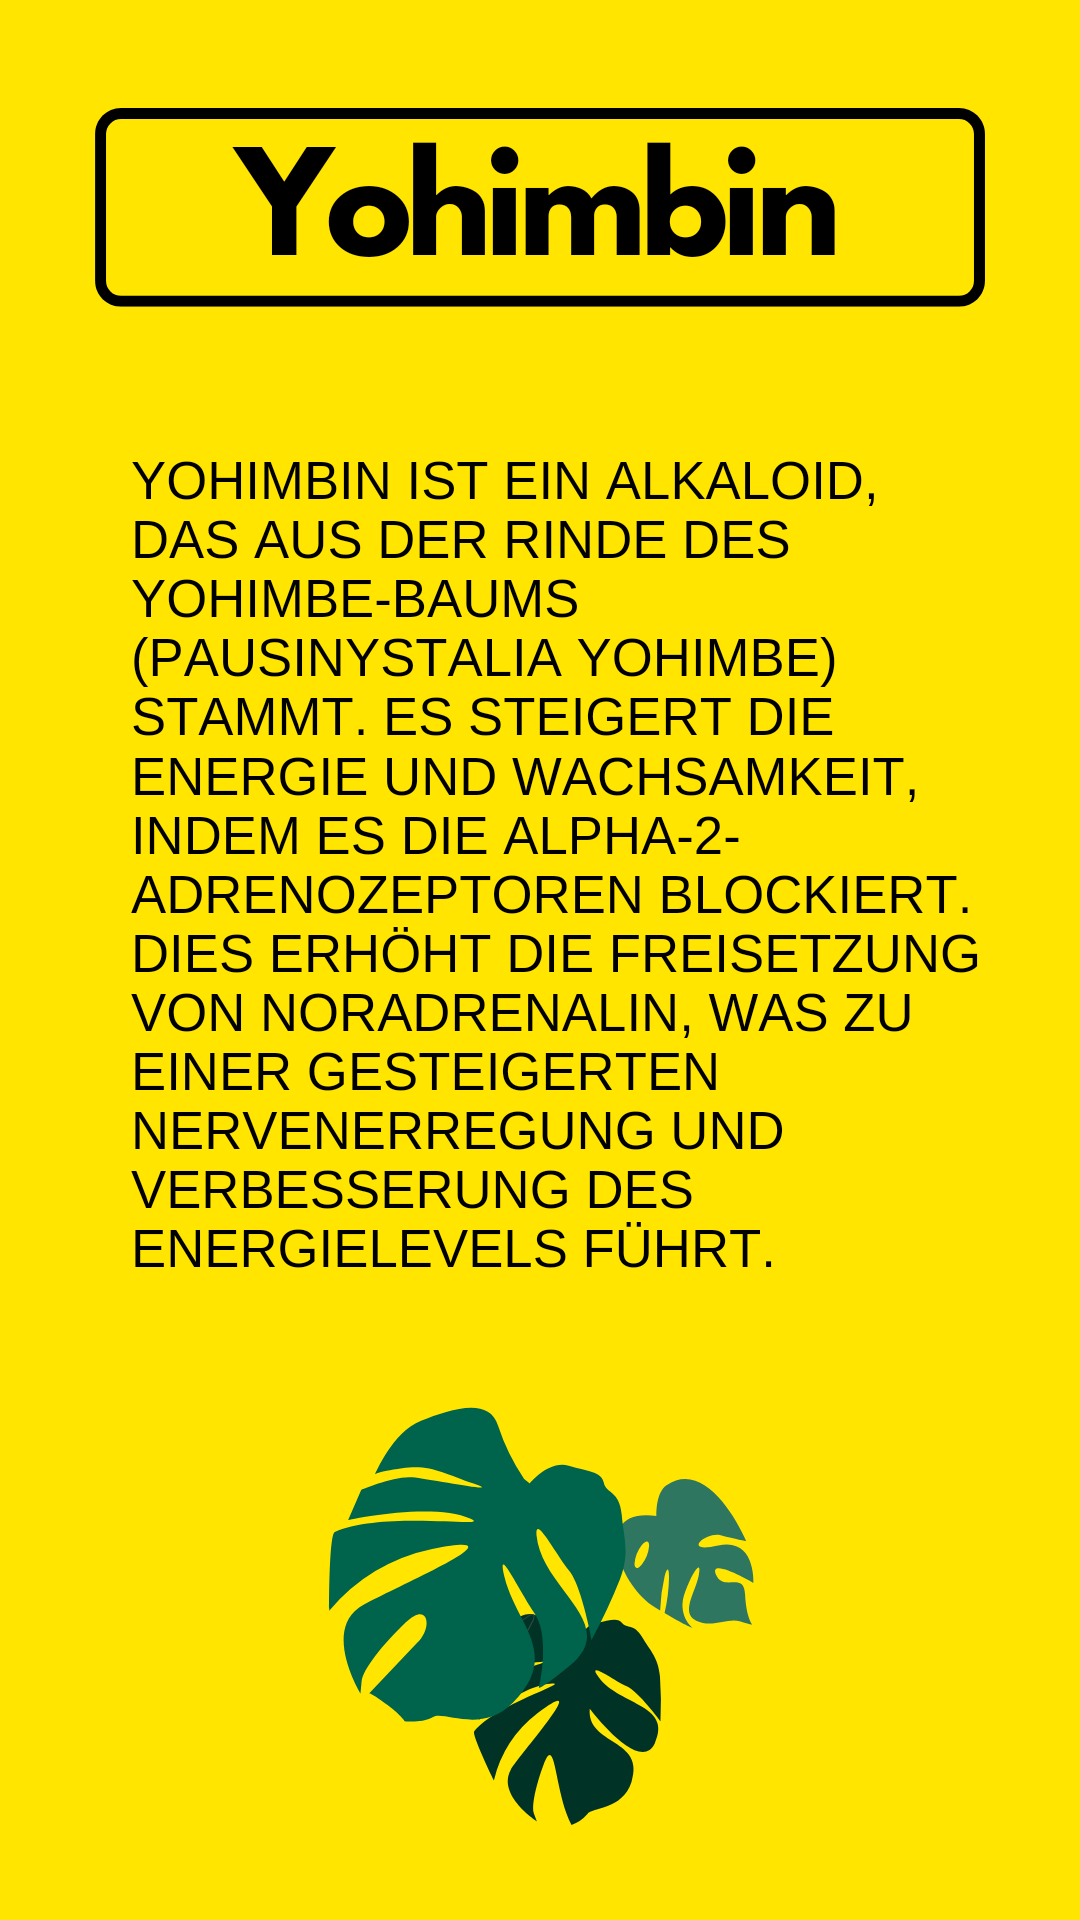 Yohimbin
YOHIMBIN IST EIN ALKALOID,
DAS AUS DER RINDE DES
YOHIMBE-BAUMS
(PAUSINYSTALIA YOHIMBE)
STAMMT. ES STEIGERT DIE
ENERGIE UND WACHSAMKEIT,
INDEM ES DIE ALPHA-2-
ADRENOZEPTOREN BLOCKIERT.
DIES ERHÖHT DIE FREISETZUNG
VON NORADRENALIN, WAS ZU
EINER GESTEIGERTEN
NERVENERREGUNG UND
VERBESSERUNG DES
ENERGIELEVELS FÜHRT.